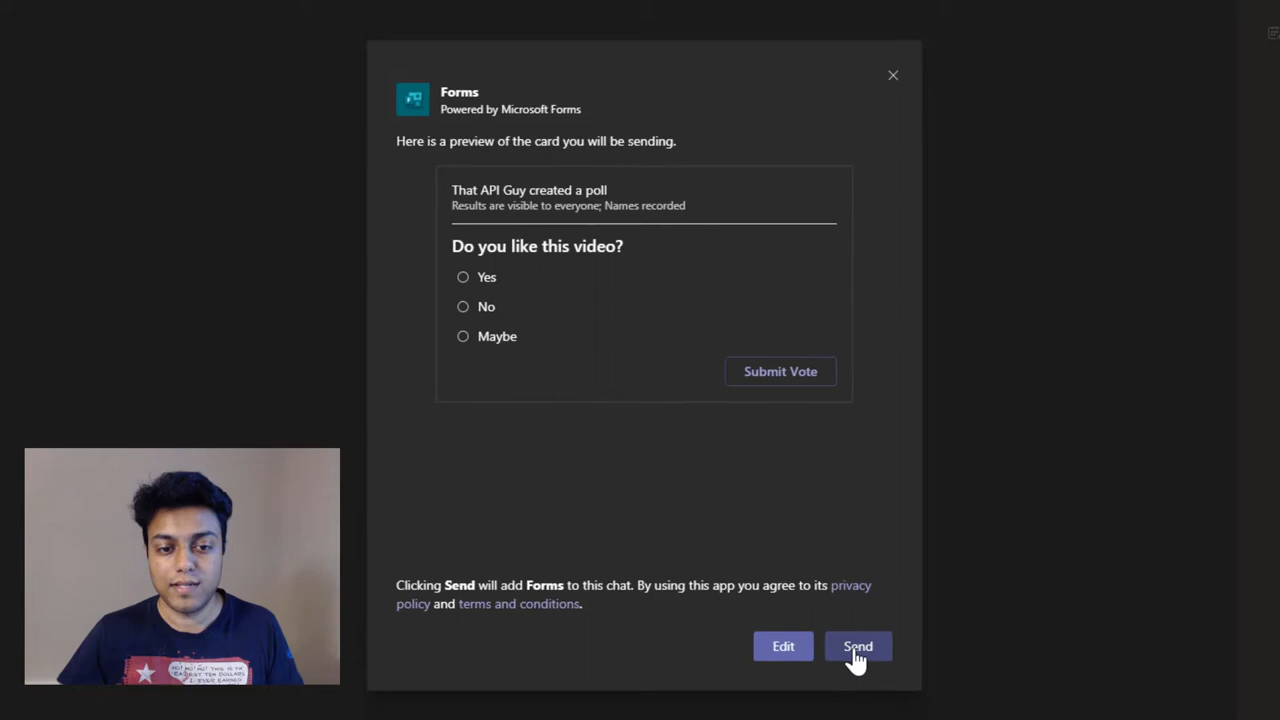 Forms
Powered by Microsoft Forms
Here is a preview of the card you will be sending.
That API Guy created a poll
Results are visible to everyone; Names recorded
Do you like this video?
Yes
No
Maybe
Submit Vote
Clicking Send will add Forms to this chat. By using this app you agree to its privacy
policy and terms and conditions.
Edit
Send